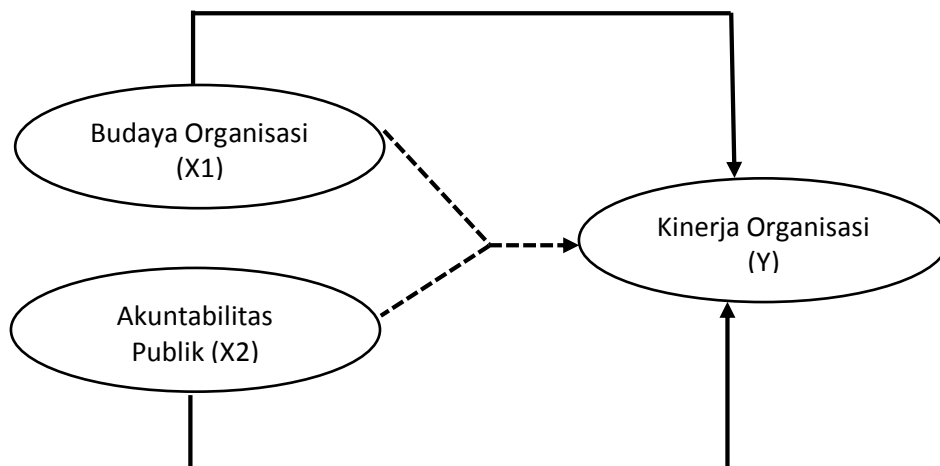 Budaya Organisasi
(X1)
Kinerja Organisasi
(Y)
Akuntabilitas
Publik (X2)